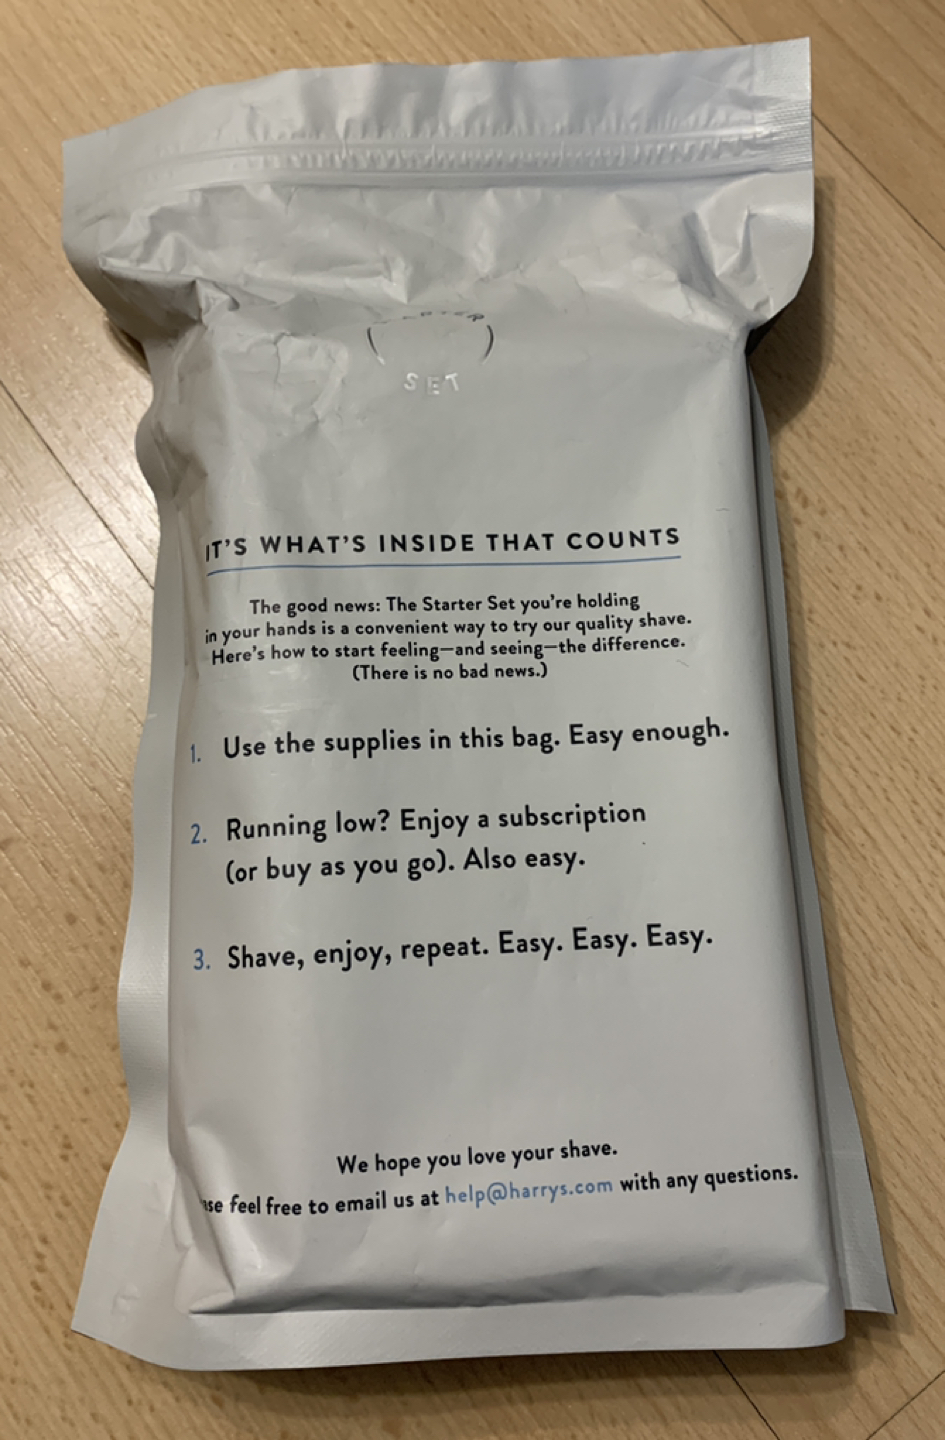 SET
IT'S WHAT'S INSIDE THAT COUNTS
The good news: The Starter Set you're holding
in your hands is a convenient way to try our quality shave.
Here's how to start feeling—and seeing—the difference.
(There is no bad news.)
1. Use the supplies in this bag. Easy enough.
2. Running low? Enjoy a subscription
(or buy as you go). Also easy.
3. Shave, enjoy, repeat. Easy. Easy. Easy.
We hope you love your shave.
feel free to email us at help@harrys.com with any questions.